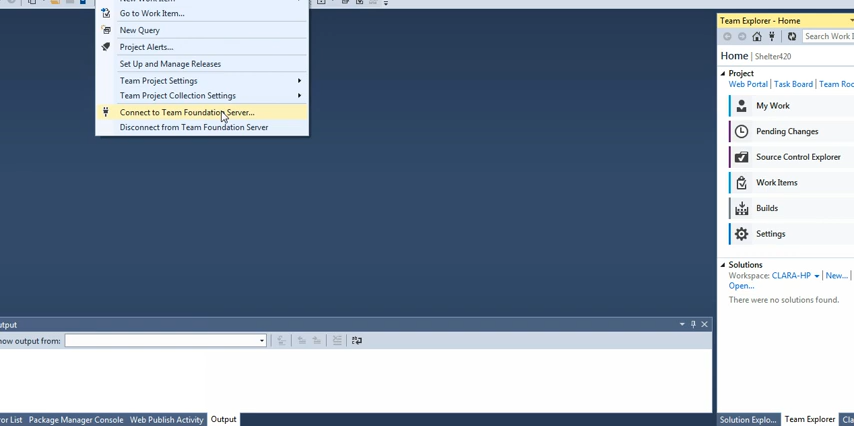 New Work Item
Go to Work Item...
New Query
Project Alerts...
Set Up and Manage Releases
Team Project Settings
Team Project Collection Settings
Connect to Team Foundation Server...
Disconnect from Team Foundation Server
Team Explorer - Home
Search Work I
Home | Shelter420
Project
Web Portal | Task Board | Team Roo
My Work
Pending Changes
Source Control Explorer
Work Items
Builds
Settings
Solutions
Workspace: CLARA-HP | New... |
Open...
There were no solutions found.
utput
how output from:
or List Package Manager Console Web Publish Activity Output
Solution Explo... Team Explorer Cla